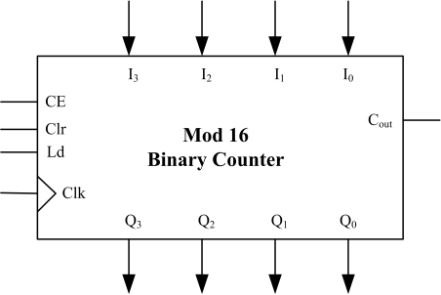 I3 I2 I1 I0
CE
Clr
Ld
Clk
Mod 16
Binary Counter
Cout
Q3 Q2 Q1 Q0